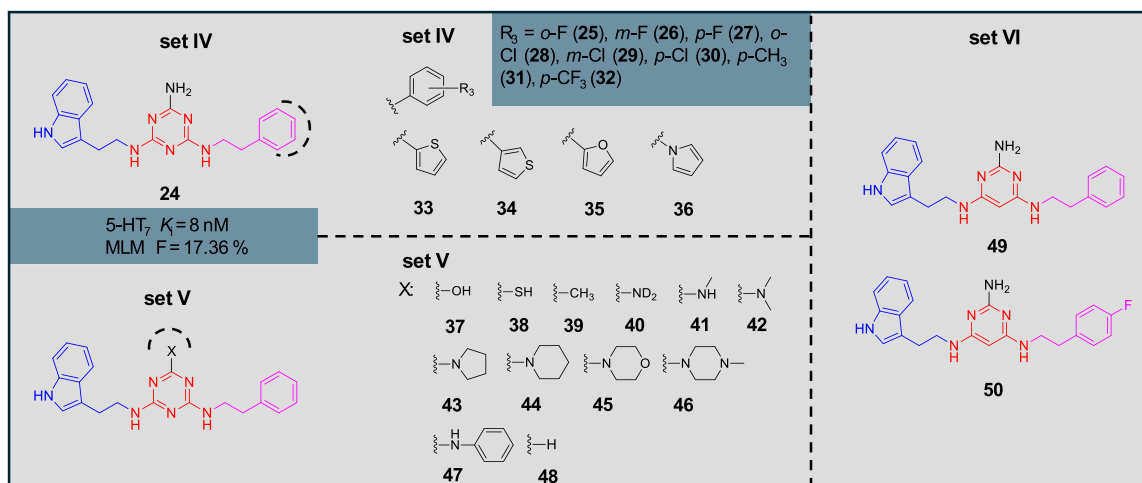 set IV
NH2
N
N
HN
N
H
N
N
H
24
5-HT7 Ki = 8 nM
MLM F = 17.36 %
set V
X
N
N
HN
N
H
N
N
H
set IV
R3 = o-F (25), m-F (26), p-F (27), o-
Cl (28), m-Cl (29), p-Cl (30), p-CH3
(31), p-CF3 (32)
R3
S
S
O
N
33 34 35 36
set V
X: OH SH CH3 ND2 NH N
37 38 39 40 41 42
N N N O N N
43 44 45 46
H
N H
47 48
set VI
NH2
N N
HN
N
H
N
H
49
NH2
N N
F
HN
N
H
N
H
50